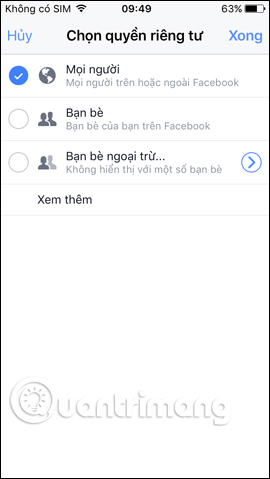 Không có SIM 09:49 63%
Hủy Chọn quyền riêng tư Xong
Mọi người
Mọi người trên hoặc ngoài Facebook
Bạn bè
Bạn bè của bạn trên Facebook
Bạn bè ngoại trừ...
Không hiển thị với một số bạn bè
Xem thêm
Quantrimang